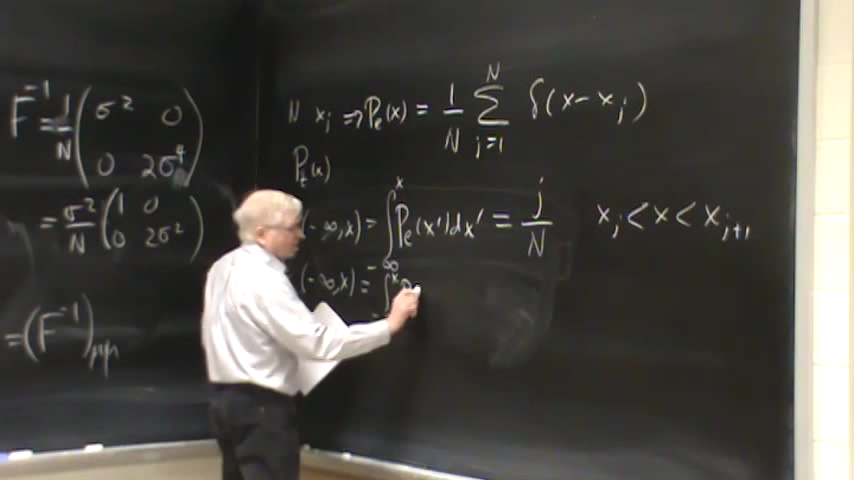 F⁻¹ = 1/N ( σ² 0
0 2σ⁴ )
= σ²/N ( 1 0
0 2σ² )
= (F⁻¹)μμ
N xⱼ ⇒ Pₑ(x) = 1/N ∑ⱼ₌₁ᴺ δ(x - xⱼ)
Pₜ(x)
(-∞,x) = ∫₋∞ˣ Pₑ(x')dx' = j/N xⱼ < x < xⱼ₊₁
(-∞,x) = ∫ˣ